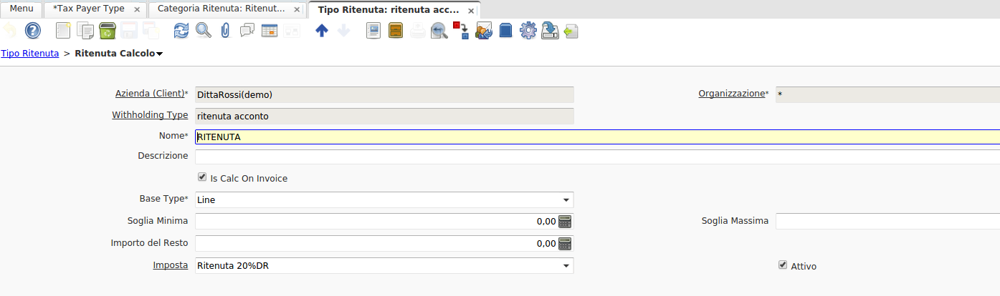 Menu *Tax Payer Type Categoria Ritenuta: Ritenut... Tipo Ritenuta: ritenuta acc...
Tipo Ritenuta > Ritenuta Calcolo
Azienda (Client)* DittaRossi(demo) Organizzazione* *
Withholding Type ritenuta acconto
Nome* RITENUTA
Descrizione
Is Calc On Invoice
Base Type* Line
Soglia Minima 0,00 Soglia Massima
Importo del Resto 0,00
Imposta Ritenuta 20%DR Attivo